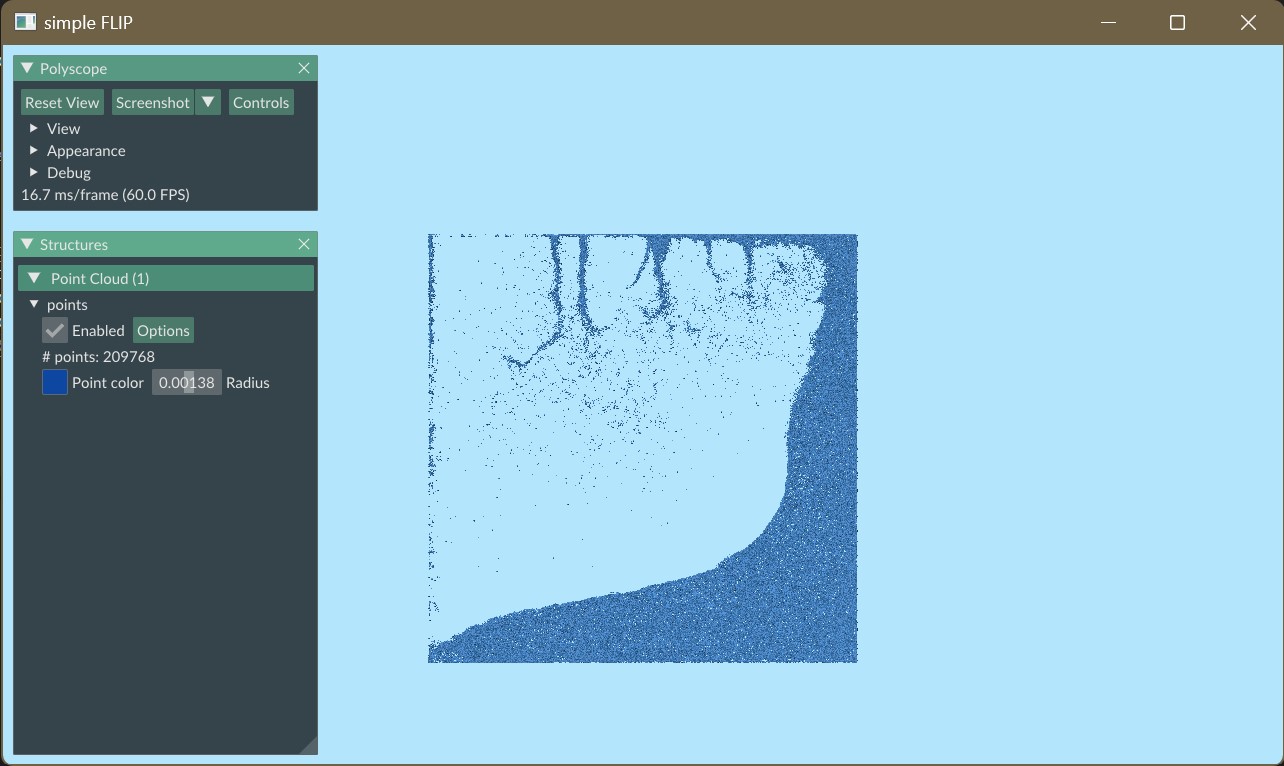 simple FLIP
Polyscope
Reset View Screenshot Controls
View
Appearance
Debug
16.7 ms/frame (60.0 FPS)
Structures
Point Cloud (1)
points
Enabled Options
# points: 209768
Point color 0.00138 Radius